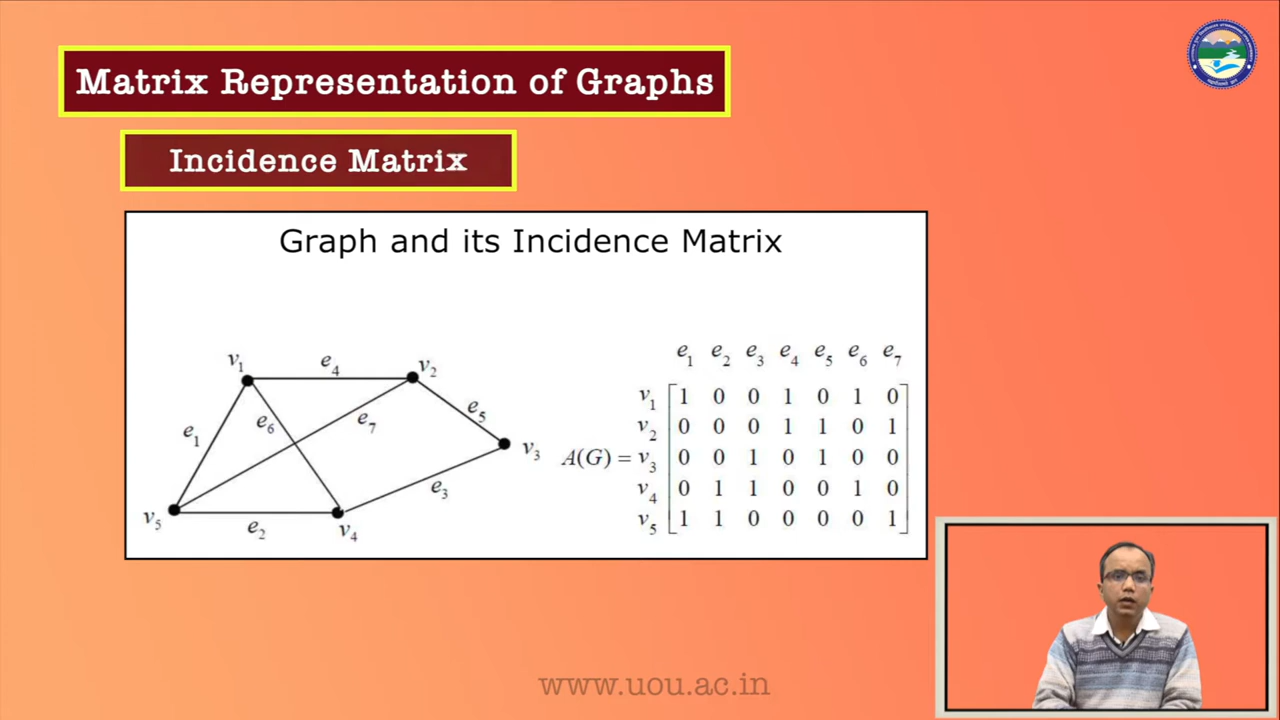 Matrix Representation of Graphs
Incidence Matrix
Graph and its Incidence Matrix
v₁ e₄ v₂
e₁ e₆ e₇ e₅
v₃
e₃
v₅ e₂ v₄
e₁ e₂ e₃ e₄ e₅ e₆ e₇
v₁ 1 0 0 1 0 1 0
v₂ 0 0 0 1 1 0 1
A(G) = v₃ 0 0 1 0 1 0 0
v₄ 0 1 1 0 0 1 0
v₅ 1 1 0 0 0 0 1
www.uou.ac.in